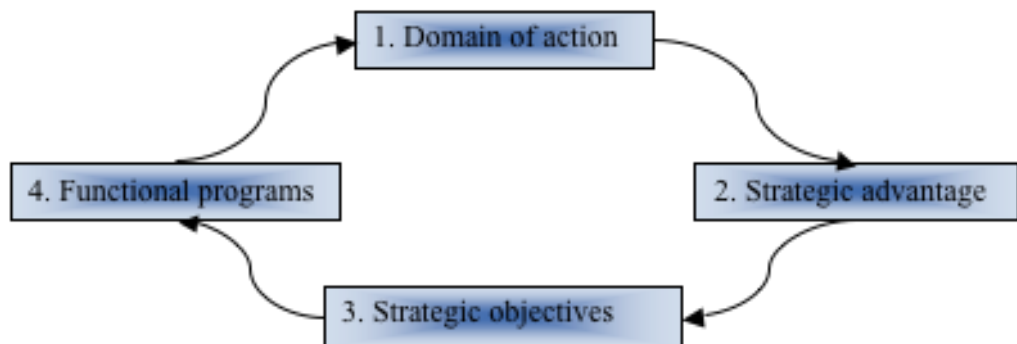 1. Domain of action
2. Strategic advantage
3. Strategic objectives
4. Functional programs